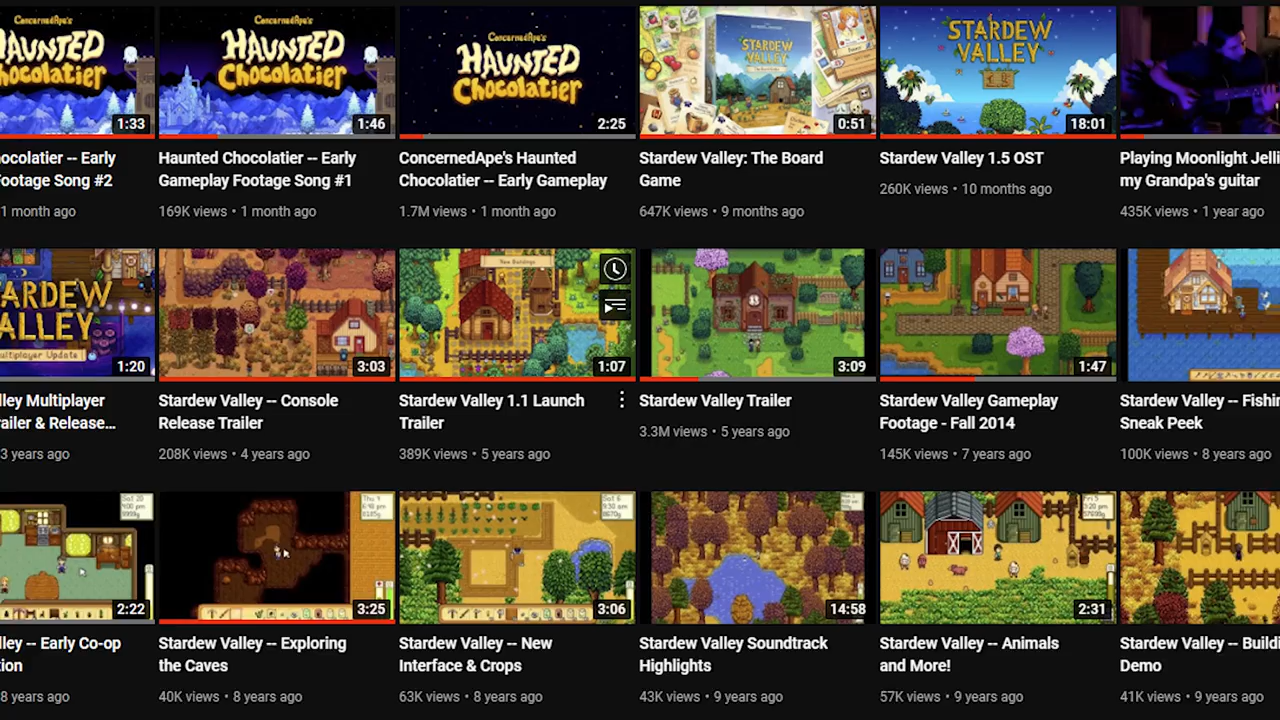 ConcernedApe's
ConcernedApe's
ConcernedApe's
HAUNTED
HAUNTED
HAUNTED
STARDEW
VALLEY
STARDEW
VALLEY
Chocolatier
Chocolatier
Chocolatier
1:33
1:46
2:25
0:51
18:01
ocolatier -- Early
Haunted Chocolatier -- Early
ConcernedApe's Haunted
Stardew Valley: The Board
Stardew Valley 1.5 OST
Playing Moonlight Jelli
Footage Song #2
Gameplay Footage Song #1
Chocolatier -- Early Gameplay
Game
260K views • 10 months ago
my Grandpa's guitar
1 month ago
169K views • 1 month ago
1.7M views • 1 month ago
647K views • 9 months ago
435K views • 1 year ago
New Buildings
TARDEW
ALLEY
Multiplayer Update
1:20
3:03
1:07
3:09
1:47
lley Multiplayer
Stardew Valley -- Console
Stardew Valley 1.1 Launch
Stardew Valley Trailer
Stardew Valley Gameplay
Stardew Valley -- Fishin
railer & Release...
Release Trailer
Trailer
3.3M views • 5 years ago
Footage - Fall 2014
Sneak Peek
3 years ago
208K views • 4 years ago
389K views • 5 years ago
145K views • 7 years ago
100K views • 8 years ago
2:22
3:25
3:06
14:58
2:31
lley -- Early Co-op
Stardew Valley -- Exploring
Stardew Valley -- New
Stardew Valley Soundtrack
Stardew Valley -- Animals
Stardew Valley -- Buildi
tion
the Caves
Interface & Crops
Highlights
and More!
Demo
8 years ago
40K views • 8 years ago
63K views • 8 years ago
43K views • 9 years ago
57K views • 9 years ago
41K views • 9 years ago